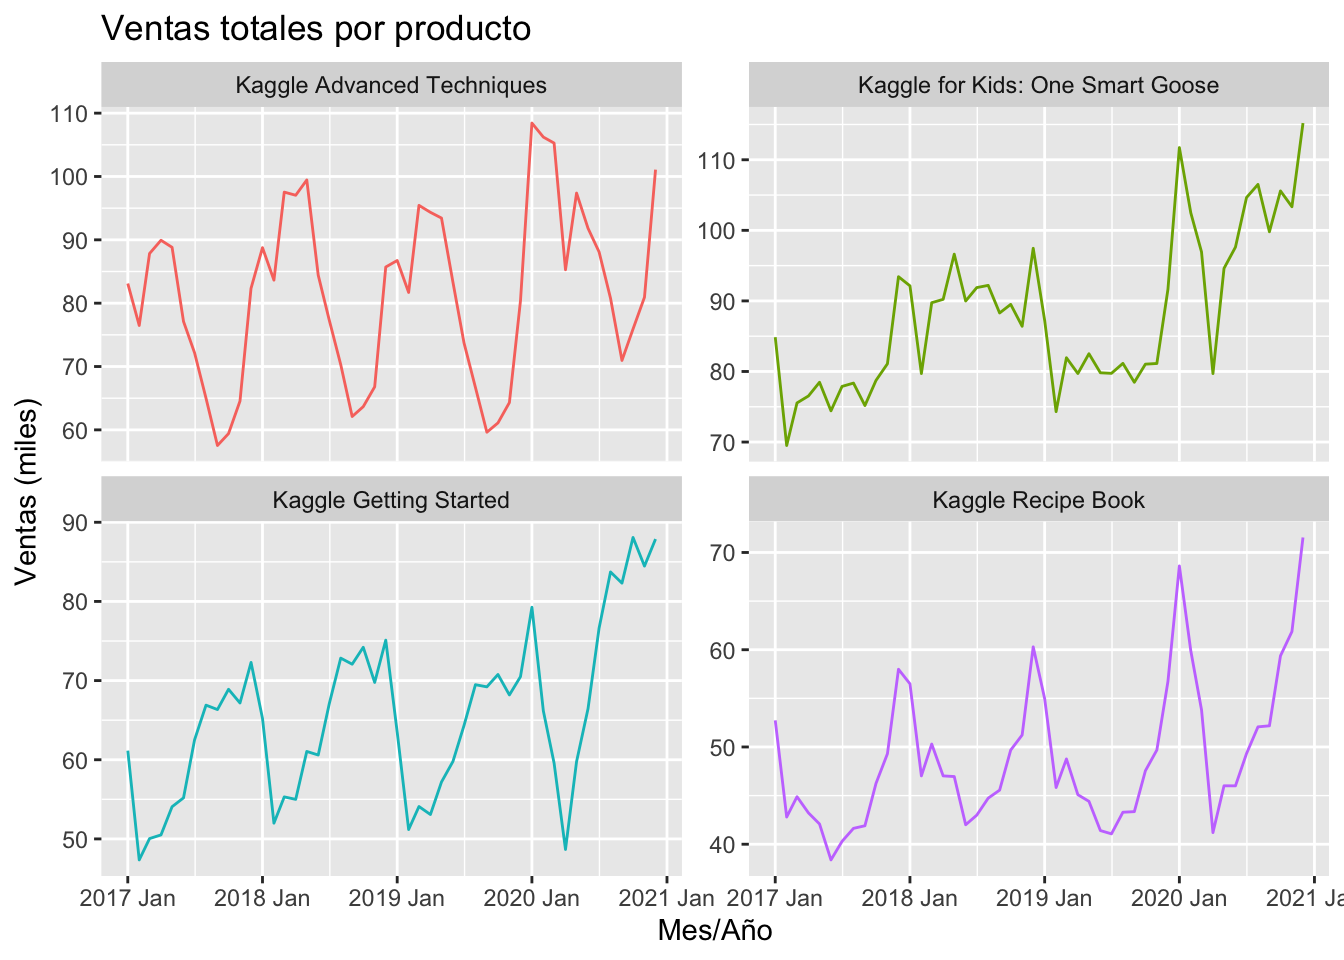 Ventas totales por producto
Kaggle Advanced Techniques
Kaggle for Kids: One Smart Goose
110
100
90
80
70
60
110
100
90
80
70
Ventas (miles)
Kaggle Getting Started
Kaggle Recipe Book
90
80
70
60
50
70
60
50
40
2017 Jan 2018 Jan 2019 Jan 2020 Jan 2021 Jan 2017 Jan 2018 Jan 2019 Jan 2020 Jan 2021 Ja
Mes/Año